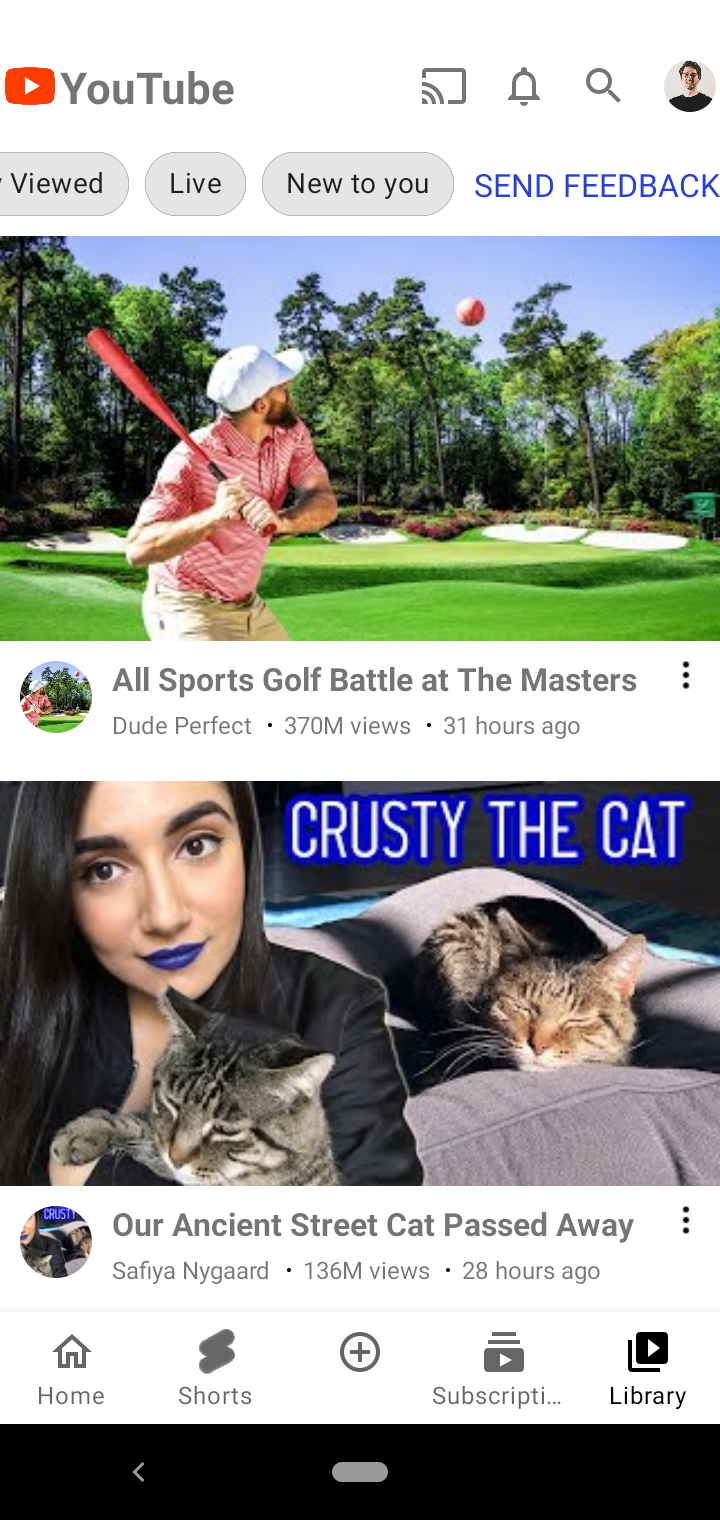 YouTube
Viewed
Live
New to you
SEND FEEDBACK
All Sports Golf Battle at The Masters
Dude Perfect • 370M views • 31 hours ago
CRUSTY THE CAT
Our Ancient Street Cat Passed Away
CRUSTY
Safiya Nygaard • 136M views • 28 hours ago
Home
Shorts
Subscripti...
Library